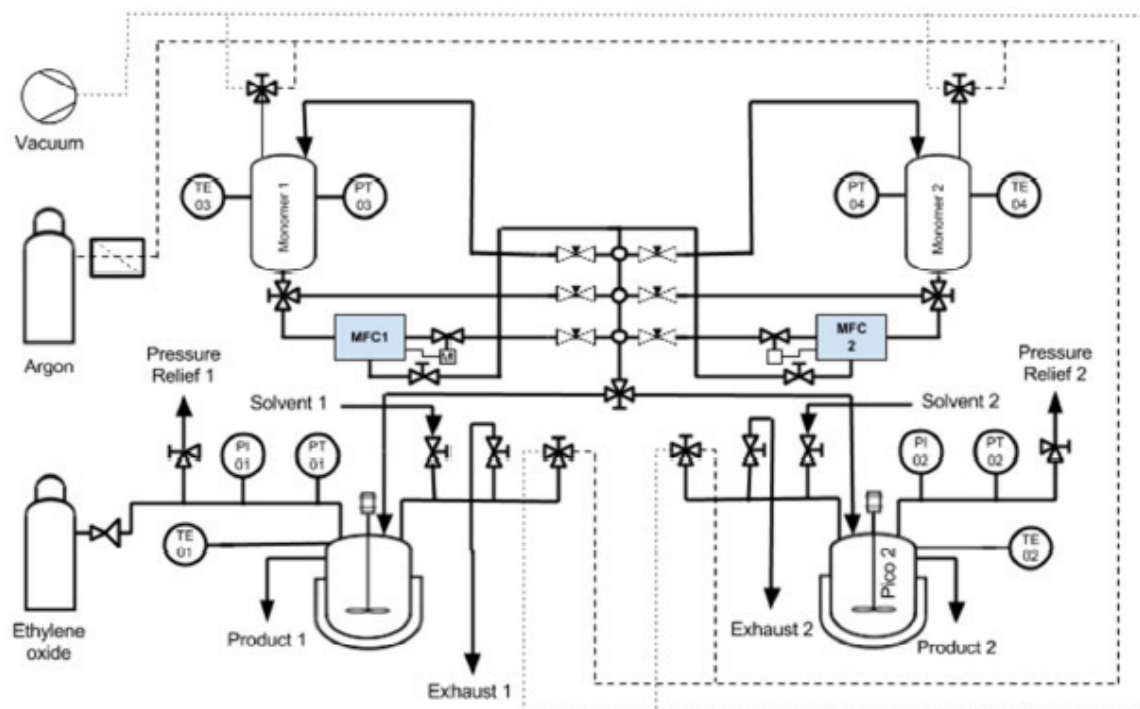 Vacuum
TE
03
Monomer 1
PT
03
PT
04
Monomer 2
TE
04
Argon
MFC1
MFC
2
Pressure
Relief 1
Solvent 1
Solvent 2
Pressure
Relief 2
PI
01
PT
01
PI
02
PT
02
TE
01
Pico 2
TE
02
Ethylene
oxide
Product 1
Exhaust 1
Exhaust 2
Product 2